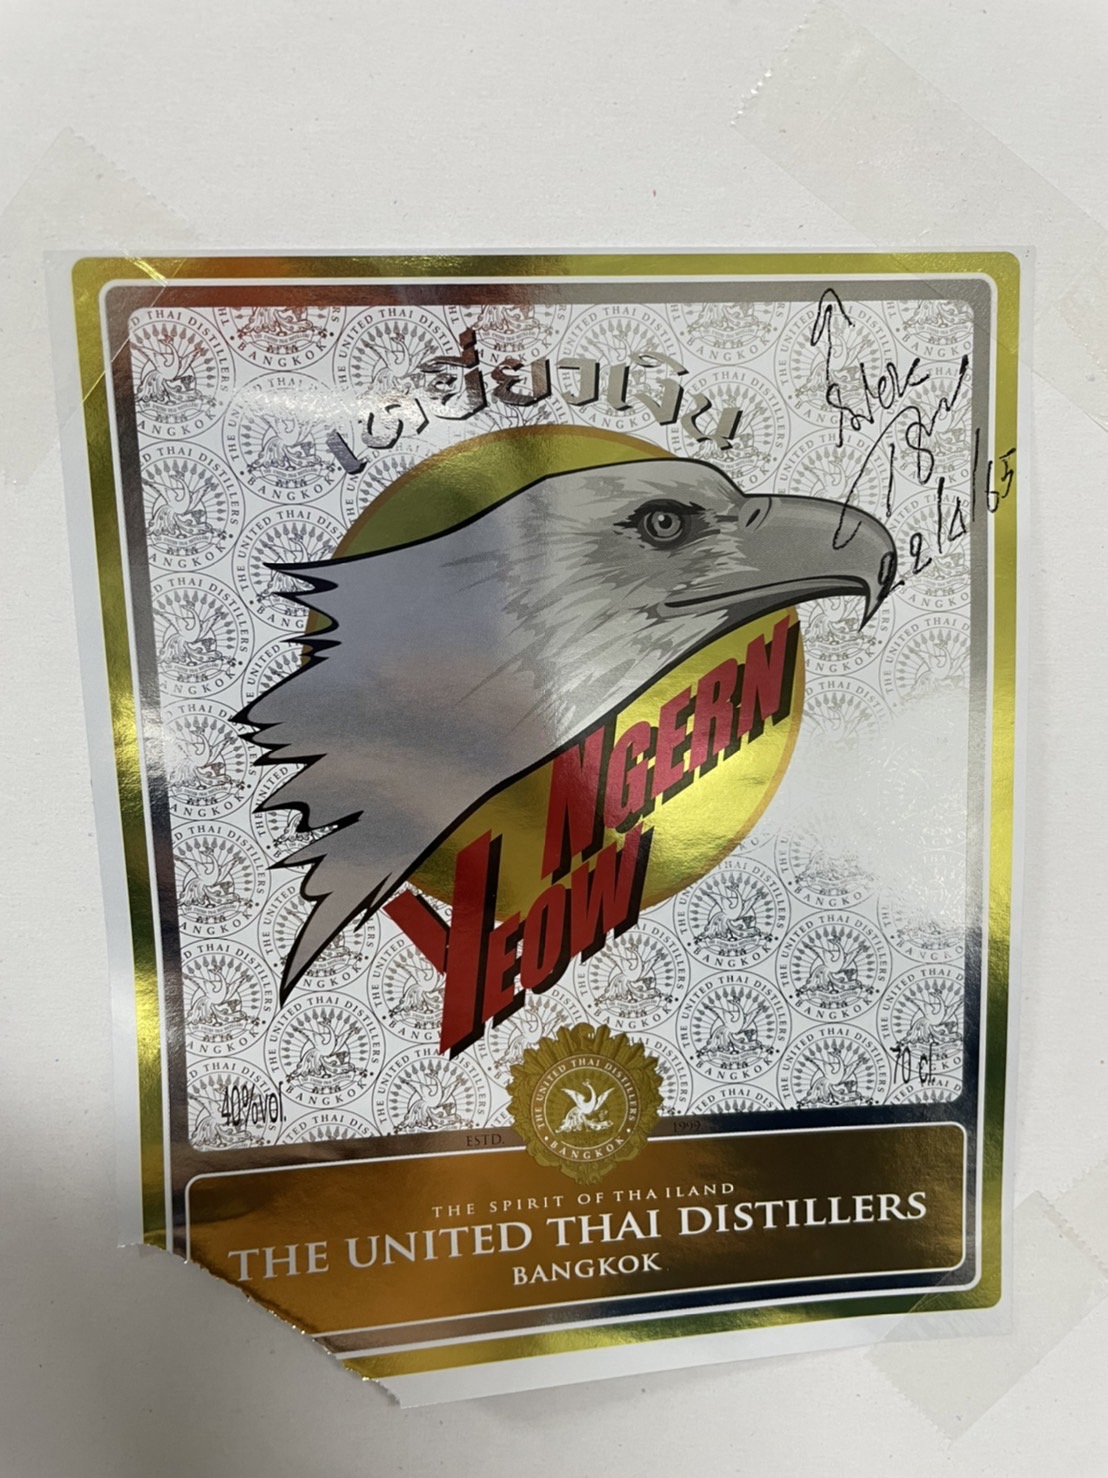 เหยี่ยวเงิน
22/4/65
NGERN
YEOW
40%vol.
70 cl.
THE UNITED THAI DISTILLERS
BANGKOK
ESTD. 1999
THE SPIRIT OF THAILAND
THE UNITED THAI DISTILLERS
BANGKOK